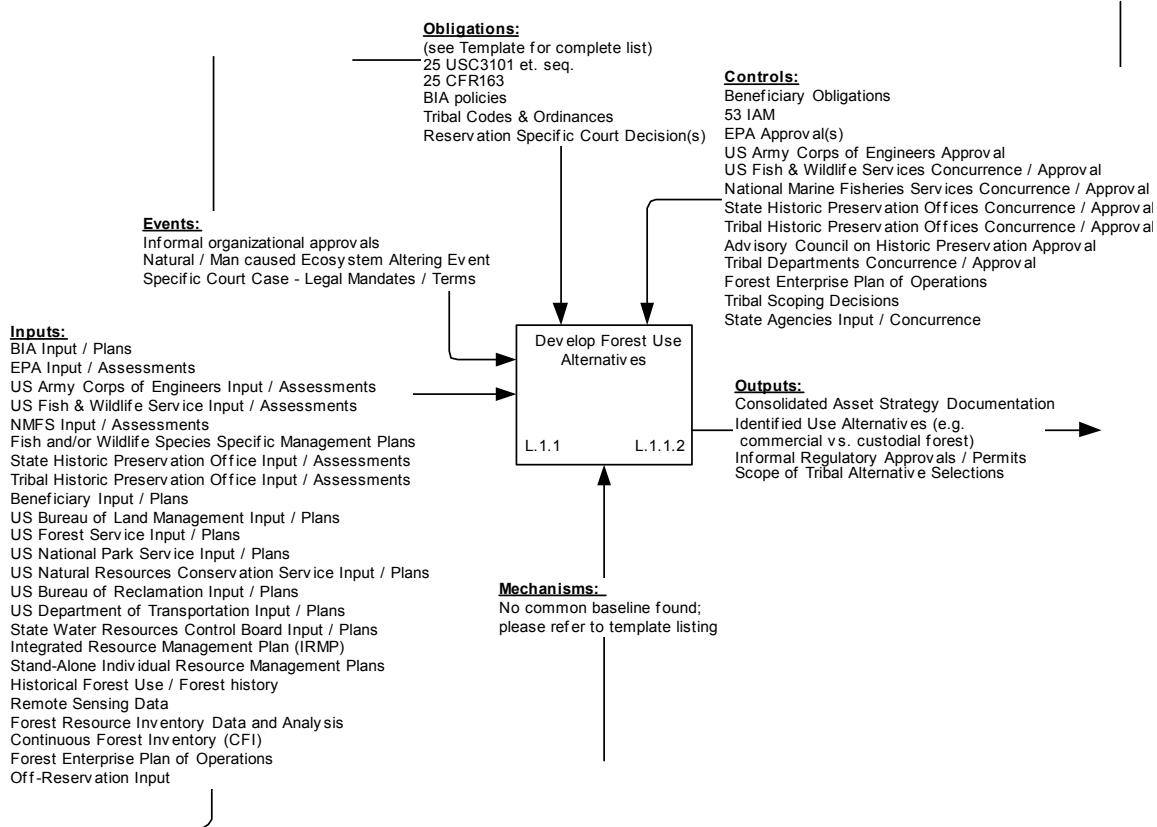 Obligations:
(see Template for complete list)
25 USC3101 et. seq.
25 CFR163
BIA policies
Tribal Codes & Ordinances
Reservation Specific Court Decision(s)
Controls:
Beneficiary Obligations
53 IAM
EPA Approval(s)
US Army Corps of Engineers Approval
US Fish & Wildlife Services Concurrence / Approval
National Marine Fisheries Services Concurrence / Approval
State Historic Preservation Offices Concurrence / Approval
Tribal Historic Preservation Offices Concurrence / Approval
Advisory Council on Historic Preservation Approval
Tribal Departments Concurrence / Approval
Forest Enterprise Plan of Operations
Tribal Scoping Decisions
State Agencies Input / Concurrence
Events:
Informal organizational approvals
Natural / Man caused Ecosystem Altering Event
Specific Court Case - Legal Mandates / Terms
Inputs:
BIA Input / Plans
EPA Input / Assessments
US Army Corps of Engineers Input / Assessments
US Fish & Wildlife Service Input / Assessments
NMFS Input / Assessments
Fish and/or Wildlife Species Specific Management Plans
State Historic Preservation Office Input / Assessments
Tribal Historic Preservation Office Input / Assessments
Beneficiary Input / Plans
US Bureau of Land Management Input / Plans
US Forest Service Input / Plans
US National Park Service Input / Plans
US Natural Resources Conservation Service Input / Plans
US Bureau of Reclamation Input / Plans
US Department of Transportation Input / Plans
State Water Resources Control Board Input / Plans
Integrated Resource Management Plan (IRMP)
Stand-Alone Individual Resource Management Plans
Historical Forest Use / Forest history
Remote Sensing Data
Forest Resource Inventory Data and Analysis
Continuous Forest Inventory (CFI)
Forest Enterprise Plan of Operations
Off-Reservation Input
Develop Forest Use
Alternatives
L.1.1 L.1.1.2
Outputs:
Consolidated Asset Strategy Documentation
Identified Use Alternatives (e.g.
commercial vs. custodial forest)
Informal Regulatory Approvals / Permits
Scope of Tribal Alternative Selections
Mechanisms:
No common baseline found;
please refer to template listing